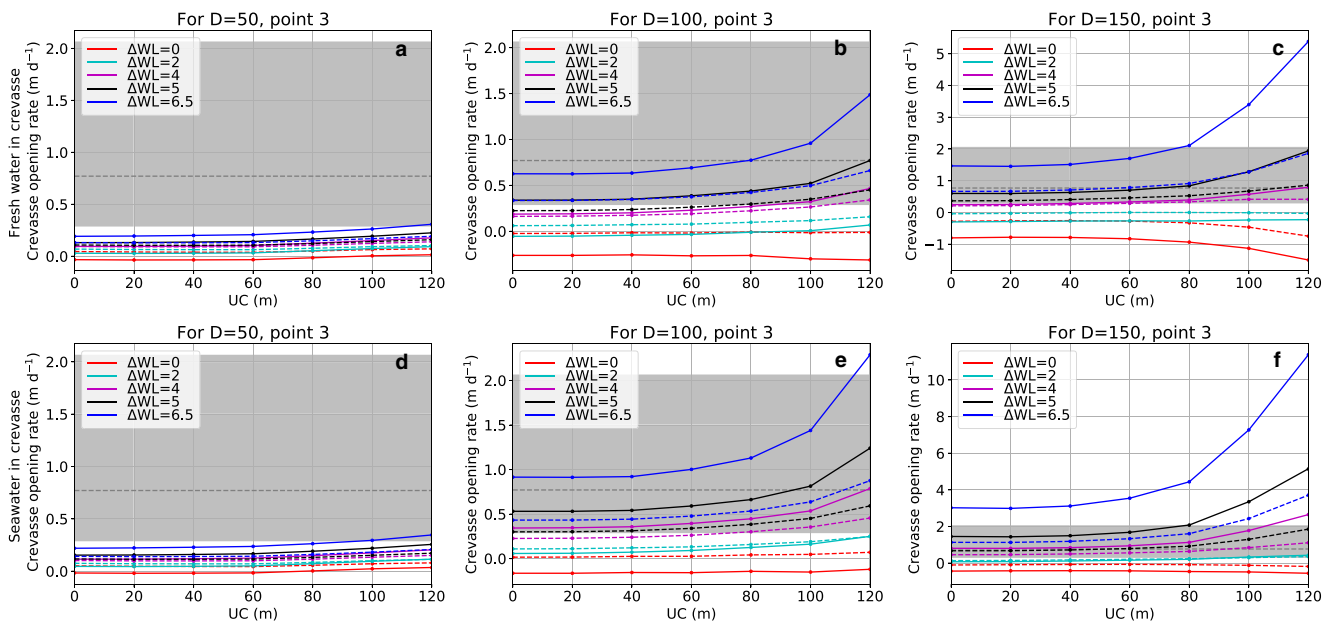 For D=50, point 3
a
Fresh water in crevasse
Crevasse opening rate (m d⁻¹)
2.0
1.5
1.0
0.5
0.0
ΔWL=0
ΔWL=2
ΔWL=4
ΔWL=5
ΔWL=6.5
0 20 40 60 80 100 120
UC (m)
For D=100, point 3
b
Crevasse opening rate (m d⁻¹)
2.0
1.5
1.0
0.5
0.0
ΔWL=0
ΔWL=2
ΔWL=4
ΔWL=5
ΔWL=6.5
0 20 40 60 80 100 120
UC (m)
For D=150, point 3
c
Crevasse opening rate (m d⁻¹)
5
4
3
2
1
0
−1
ΔWL=0
ΔWL=2
ΔWL=4
ΔWL=5
ΔWL=6.5
0 20 40 60 80 100 120
UC (m)
For D=50, point 3
d
Seawater in crevasse
Crevasse opening rate (m d⁻¹)
2.0
1.5
1.0
0.5
0.0
ΔWL=0
ΔWL=2
ΔWL=4
ΔWL=5
ΔWL=6.5
0 20 40 60 80 100 120
UC (m)
For D=100, point 3
e
Crevasse opening rate (m d⁻¹)
2.0
1.5
1.0
0.5
0.0
ΔWL=0
ΔWL=2
ΔWL=4
ΔWL=5
ΔWL=6.5
0 20 40 60 80 100 120
UC (m)
For D=150, point 3
f
Crevasse opening rate (m d⁻¹)
10
8
6
4
2
0
ΔWL=0
ΔWL=2
ΔWL=4
ΔWL=5
ΔWL=6.5
0 20 40 60 80 100 120
UC (m)